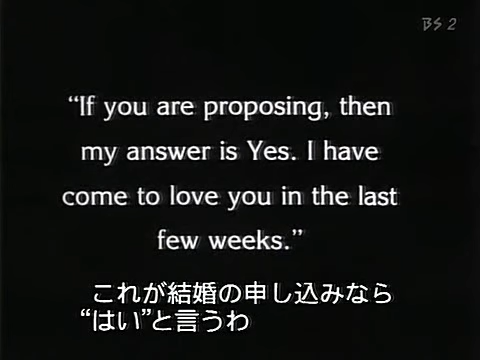 BS 2
“If you are proposing, then
my answer is Yes. I have
come to love you in the last
few weeks.”
これが結婚の申し込みなら
“はい”と言うわ